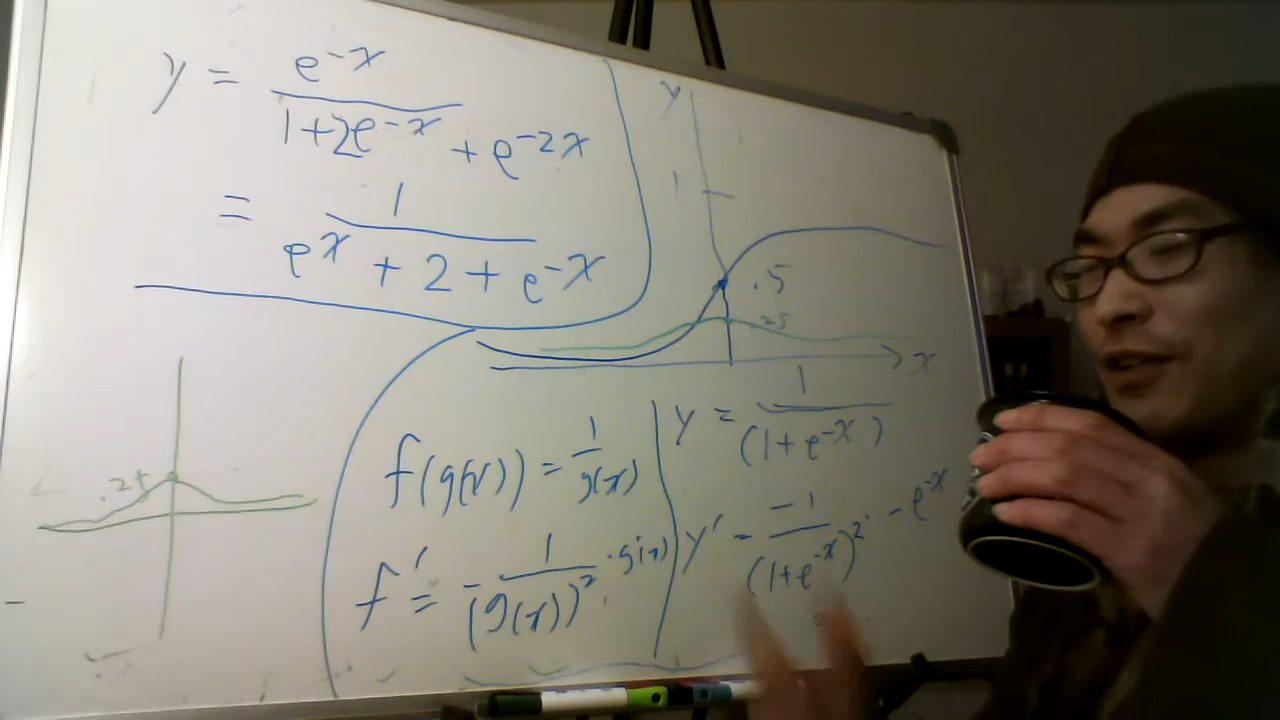 y = e^-x / 1+2e^-x + e^-2x
= 1 / e^x + 2 + e^-x
y
1
.5
.25
x
.25
f(g(x)) = 1 / g(x)
f' = - 1 / (g(x))^2 · g'(x)
y = 1 / (1+e^-x)
y' = -1 / (1+e^-x)^2 · -e^-x